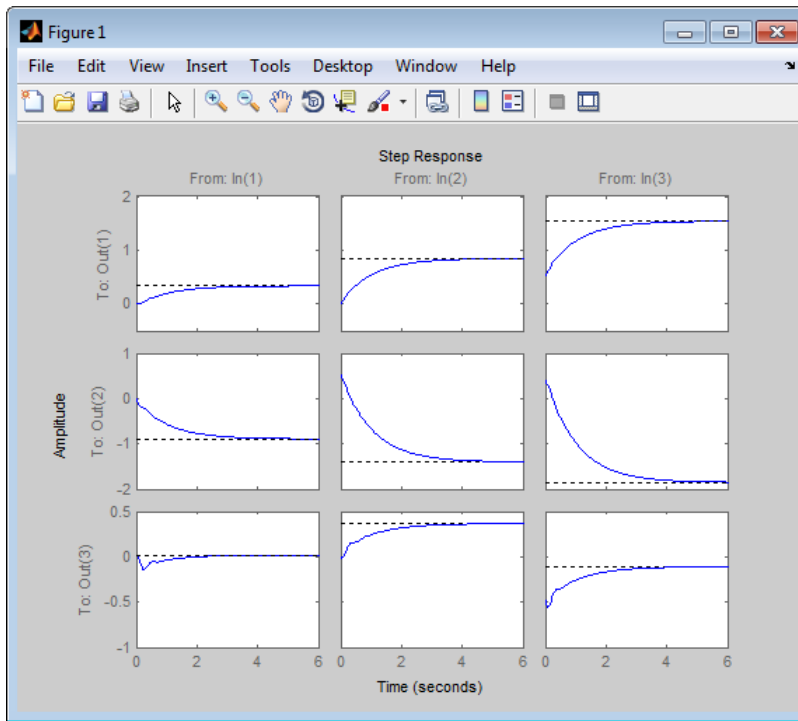 Figure 1
File Edit View Insert Tools Desktop Window Help
Step Response
From: In(1) From: In(2) From: In(3)
To: Out(1)
2
1
0
Amplitude
To: Out(2)
1
0
-1
-2
To: Out(3)
0.5
0
-0.5
-1
0 2 4 6 0 2 4 6 0 2 4 6
Time (seconds)